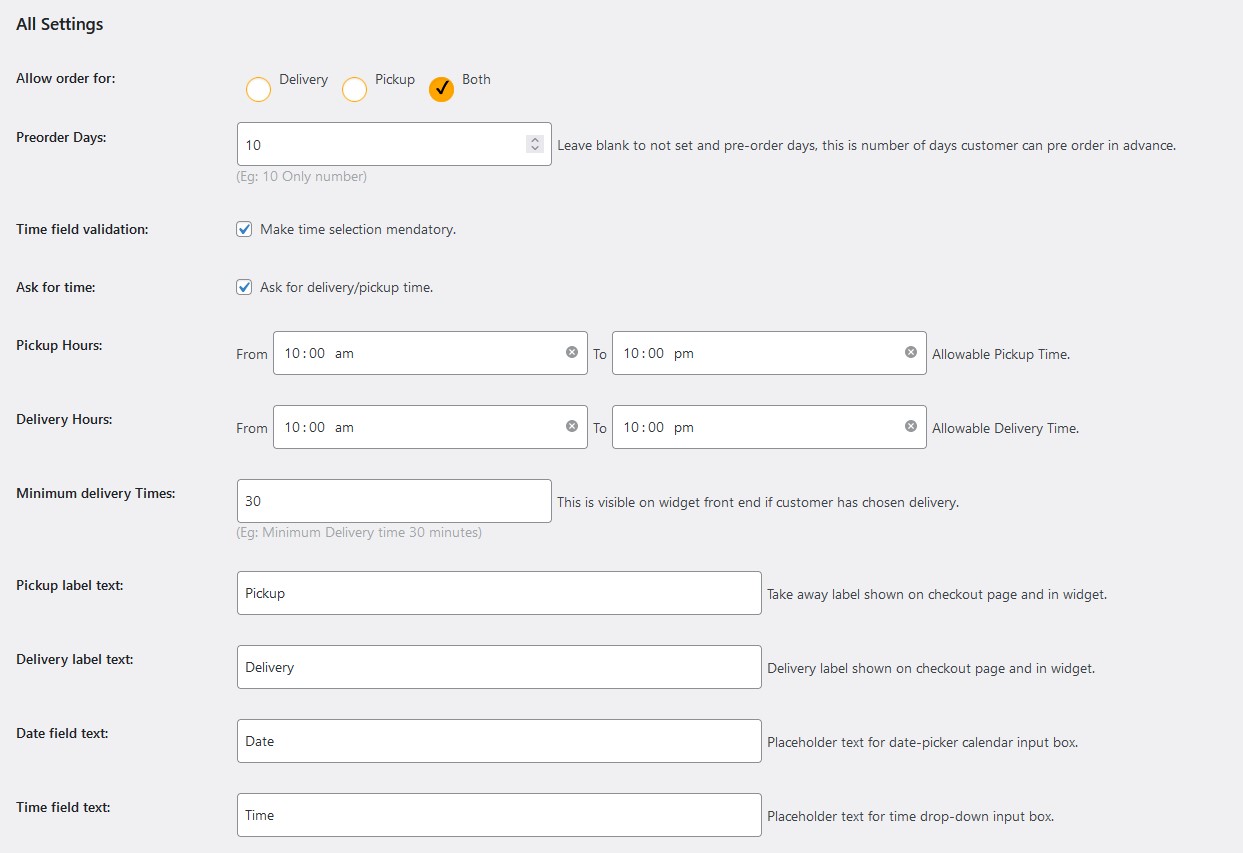 All Settings
Allow order for: Delivery Pickup Both
Preorder Days: 10 Leave blank to not set and pre-order days, this is number of days customer can pre order in advance.
(Eg: 10 Only number)
Time field validation: Make time selection mendatory.
Ask for time: Ask for delivery/pickup time.
Pickup Hours: From 10:00 am To 10:00 pm Allowable Pickup Time.
Delivery Hours: From 10:00 am To 10:00 pm Allowable Delivery Time.
Minimum delivery Times: 30 This is visible on widget front end if customer has chosen delivery.
(Eg: Minimum Delivery time 30 minutes)
Pickup label text: Pickup Take away label shown on checkout page and in widget.
Delivery label text: Delivery Delivery label shown on checkout page and in widget.
Date field text: Date Placeholder text for date-picker calendar input box.
Time field text: Time Placeholder text for time drop-down input box.